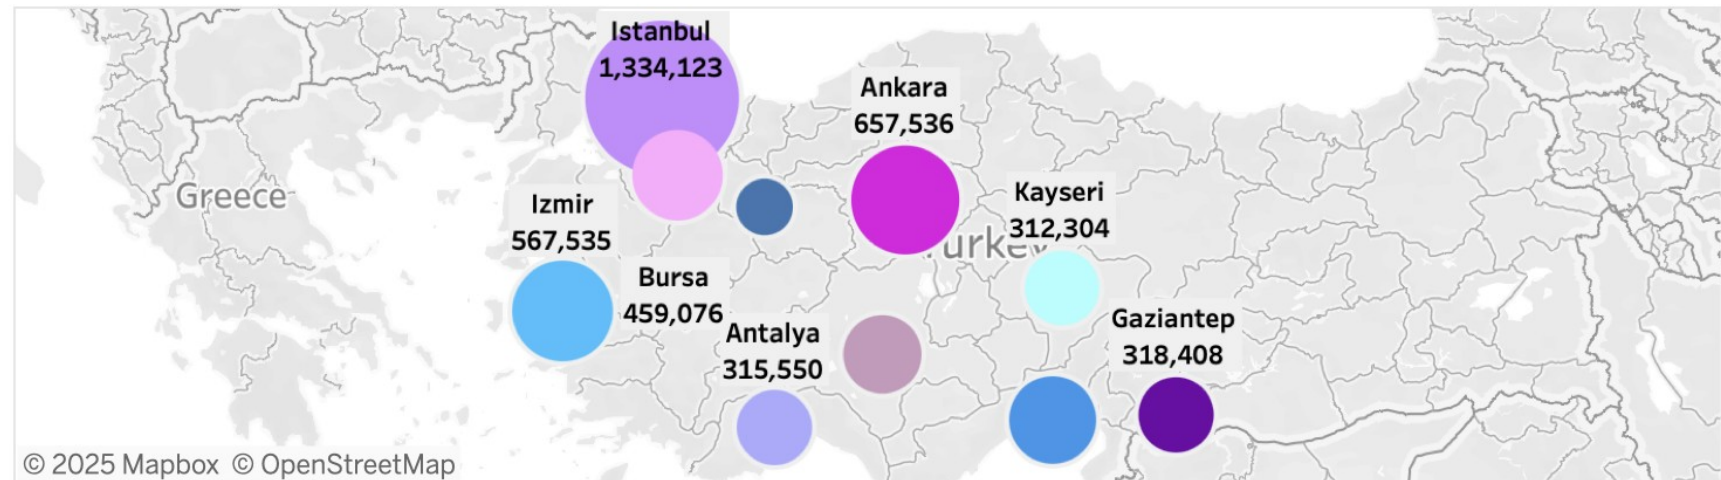 Istanbul
1,334,123
Ankara
657,536
Greece
Izmir
567,535
Kayseri
312,304
Turkey
Bursa
459,076
Antalya
315,550
Gaziantep
318,408
© 2025 Mapbox © OpenStreetMap